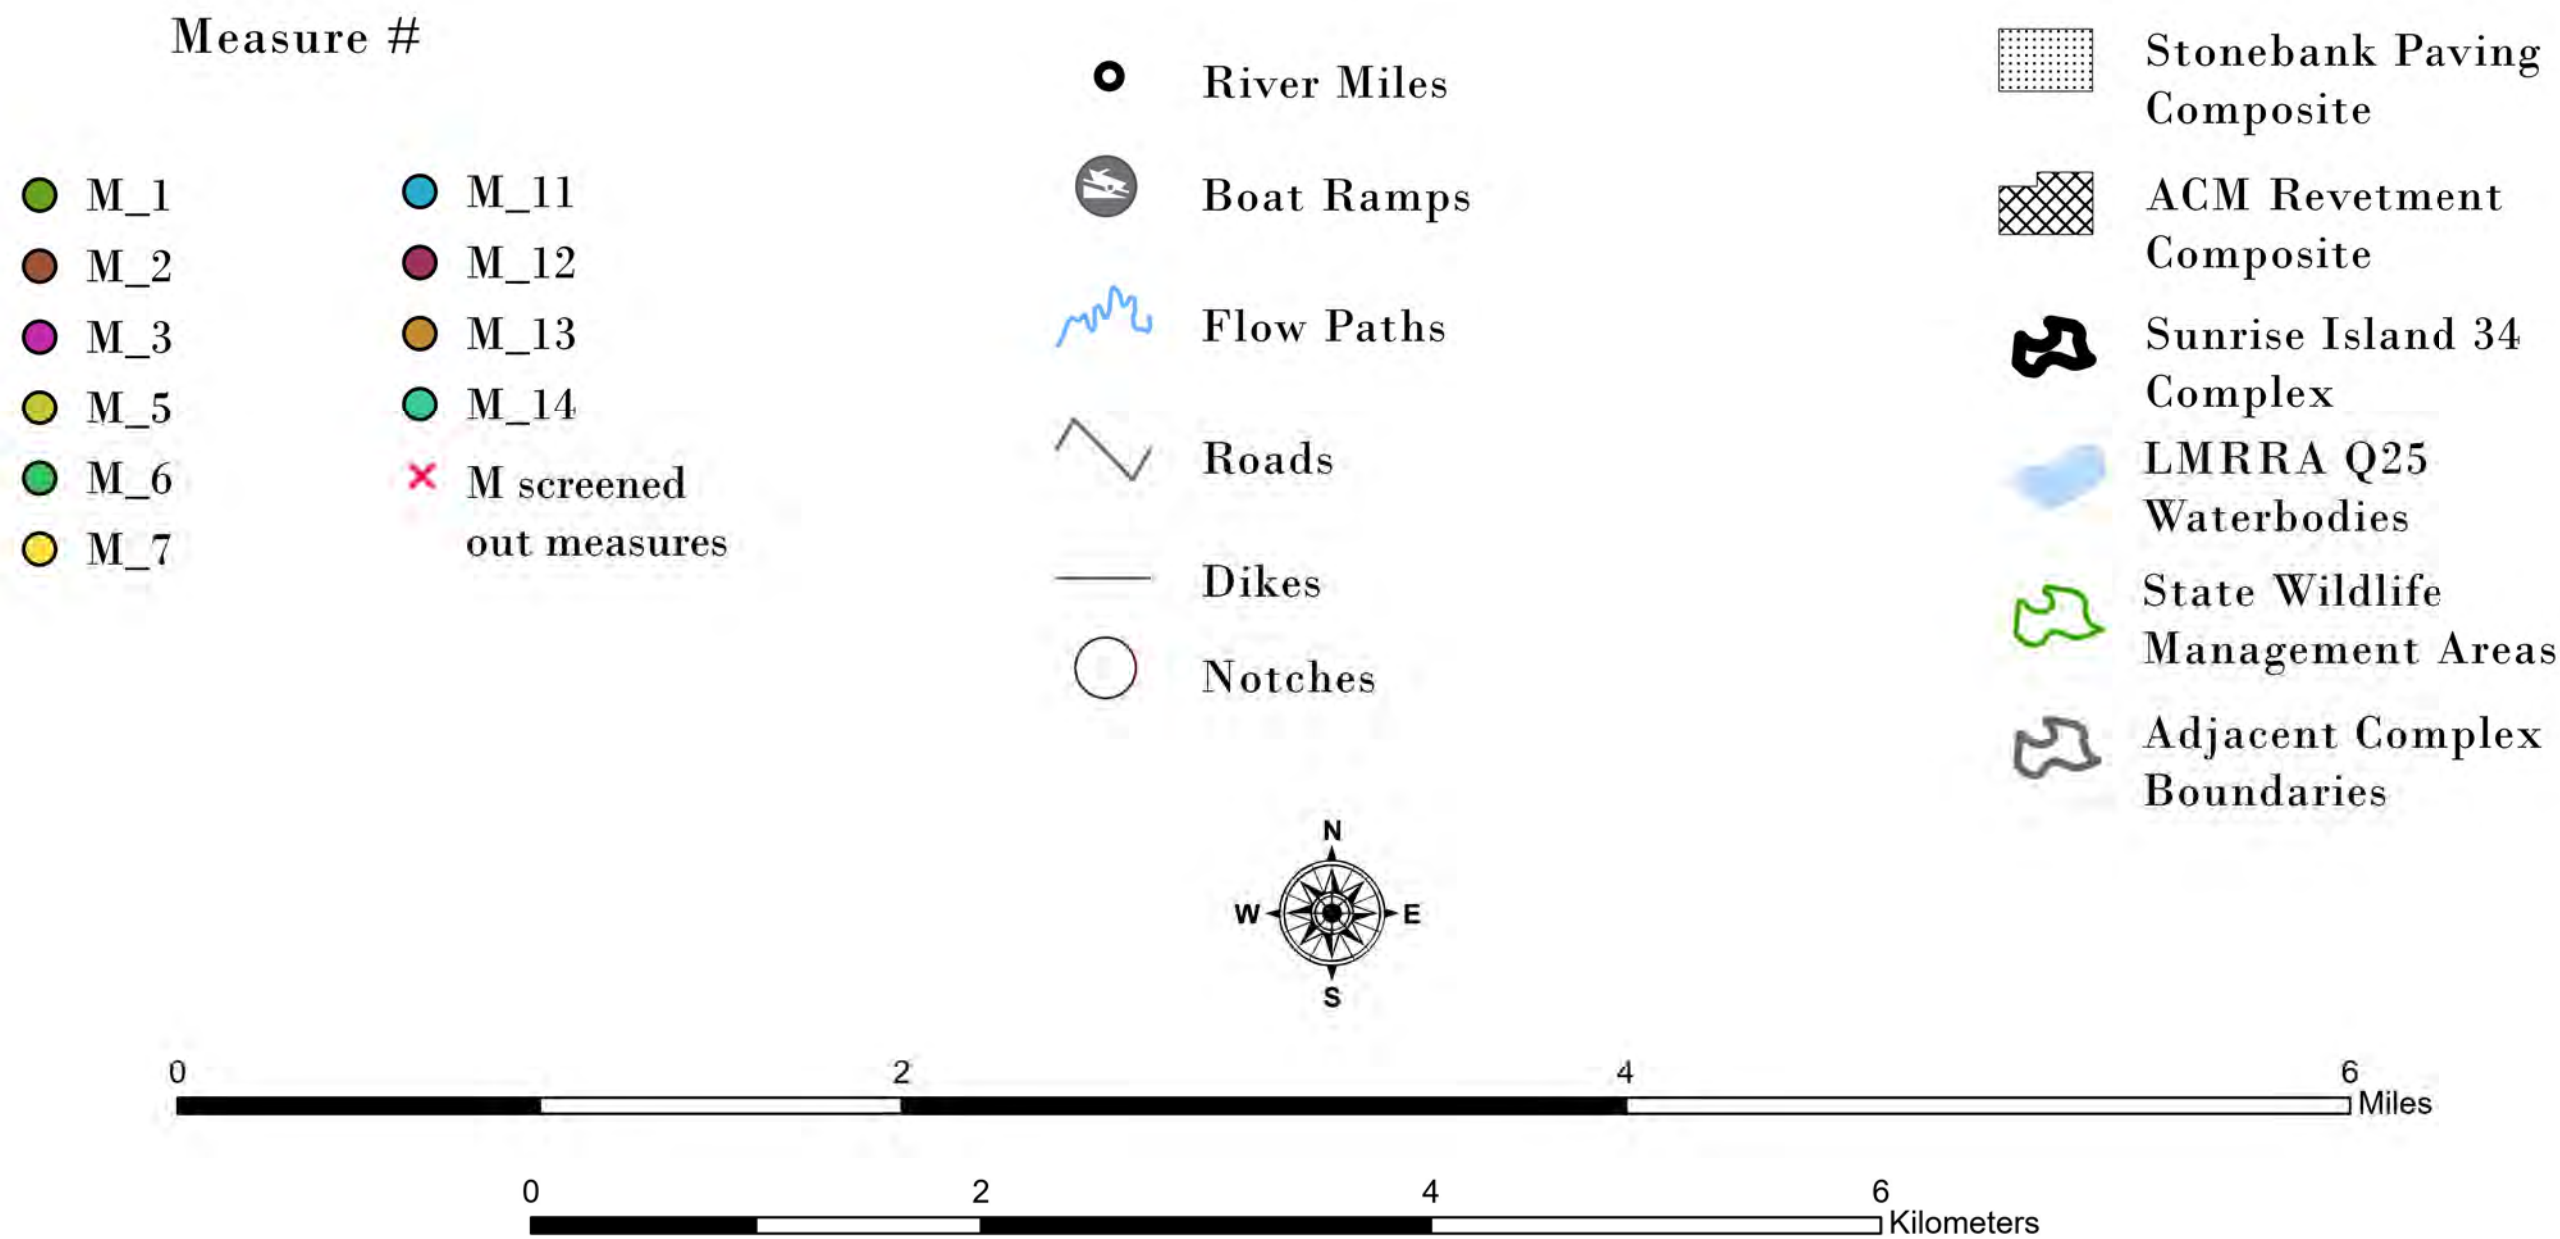 Measure #
M_1
M_2
M_3
M_5
M_6
M_7
M_11
M_12
M_13
M_14
M screened
out measures
River Miles
Boat Ramps
Flow Paths
Roads
Dikes
Notches
Stonebank Paving
Composite
ACM Revetment
Composite
Sunrise Island 34
Complex
LMRRA Q25
Waterbodies
State Wildlife
Management Areas
Adjacent Complex
Boundaries
N
W E
S
0 2 4 6
Miles
0 2 4 6
Kilometers